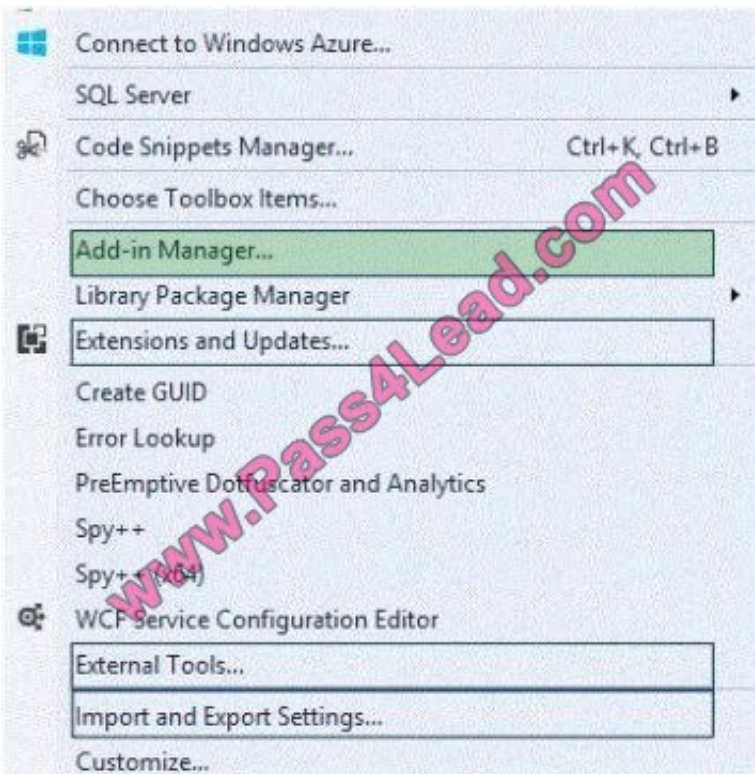 Connect to Windows Azure...
SQL Server
Code Snippets Manager... Ctrl+K, Ctrl+B
Choose Toolbox Items...
Add-in Manager...
Library Package Manager
Extensions and Updates...
Create GUID
Error Lookup
PreEmptive Dotfuscator and Analytics
Spy++
Spy++ (x64)
WCF Service Configuration Editor
External Tools...
Import and Export Settings...
Customize...
www.Pass4Lead.com